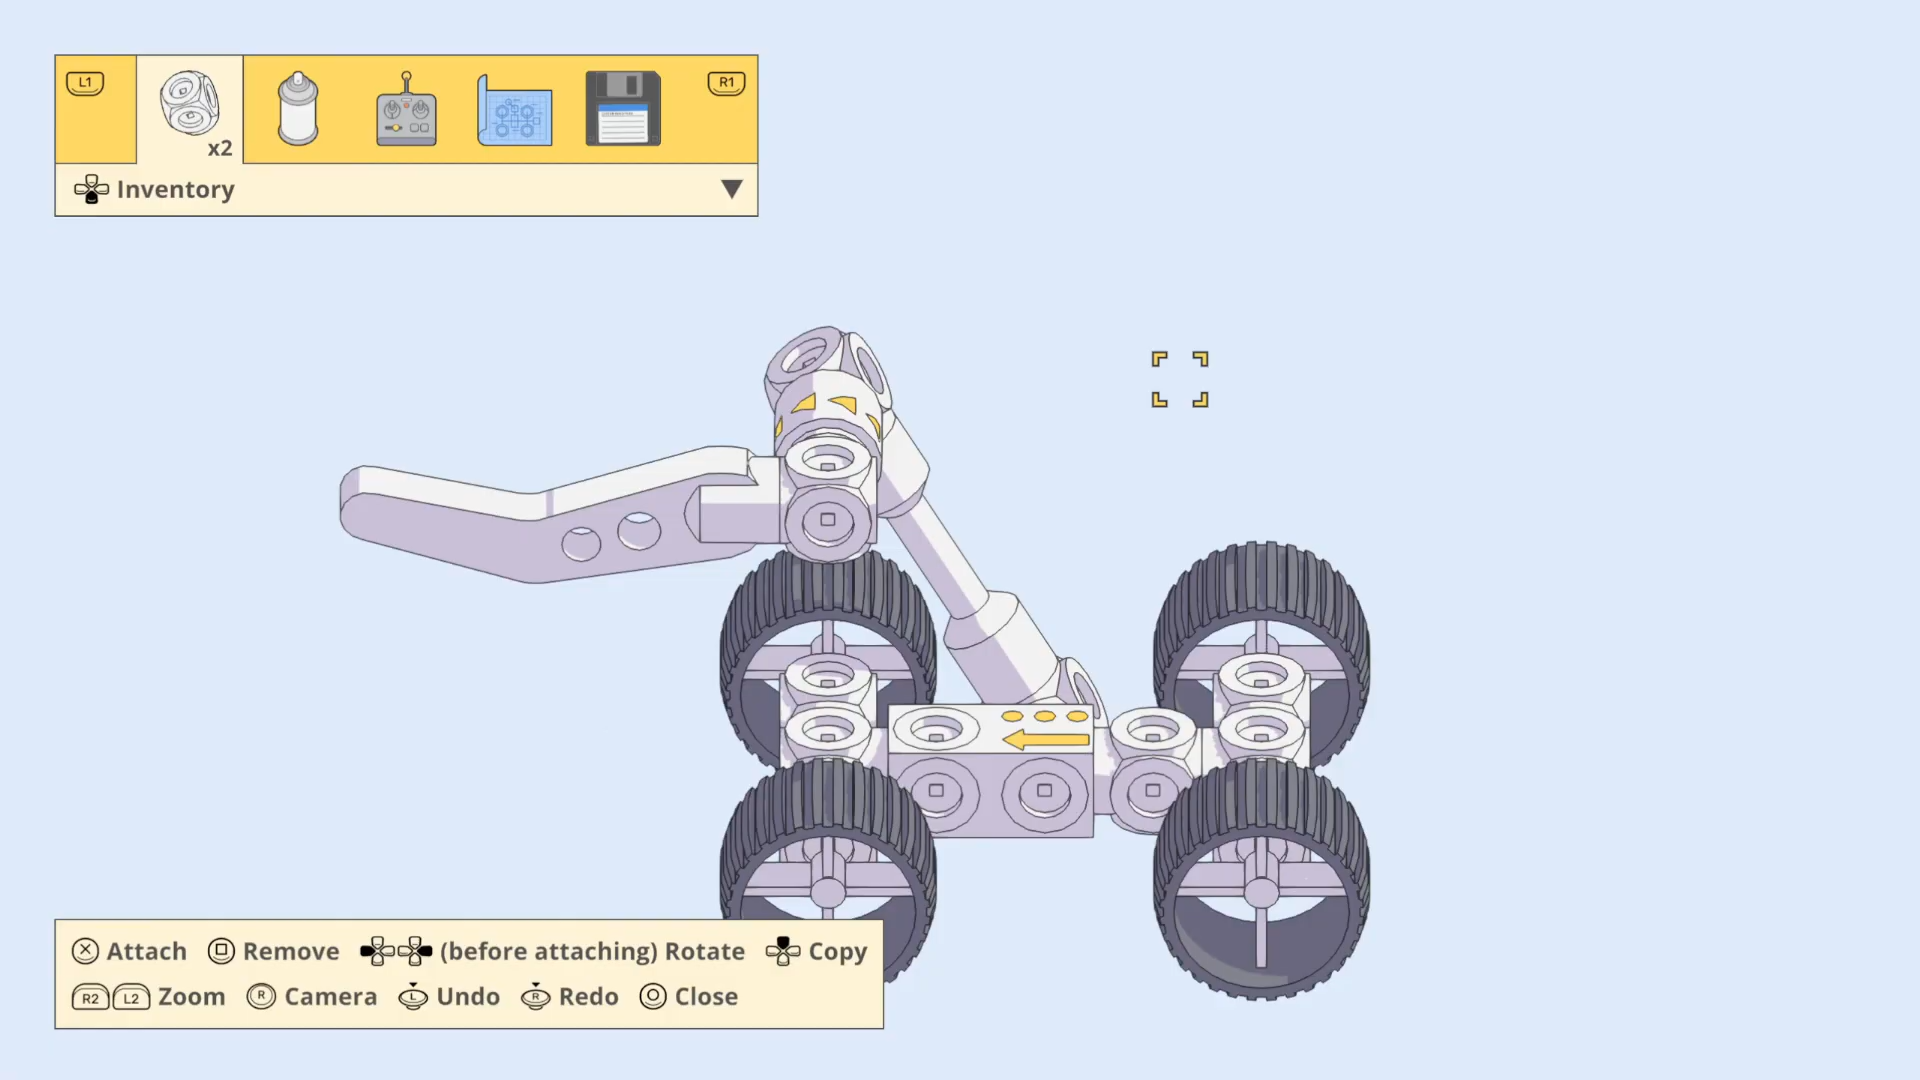 L1
R1
x2
Inventory
Attach Remove (before attaching) Rotate Copy
R2 L2 Zoom R Camera L Undo R Redo Close